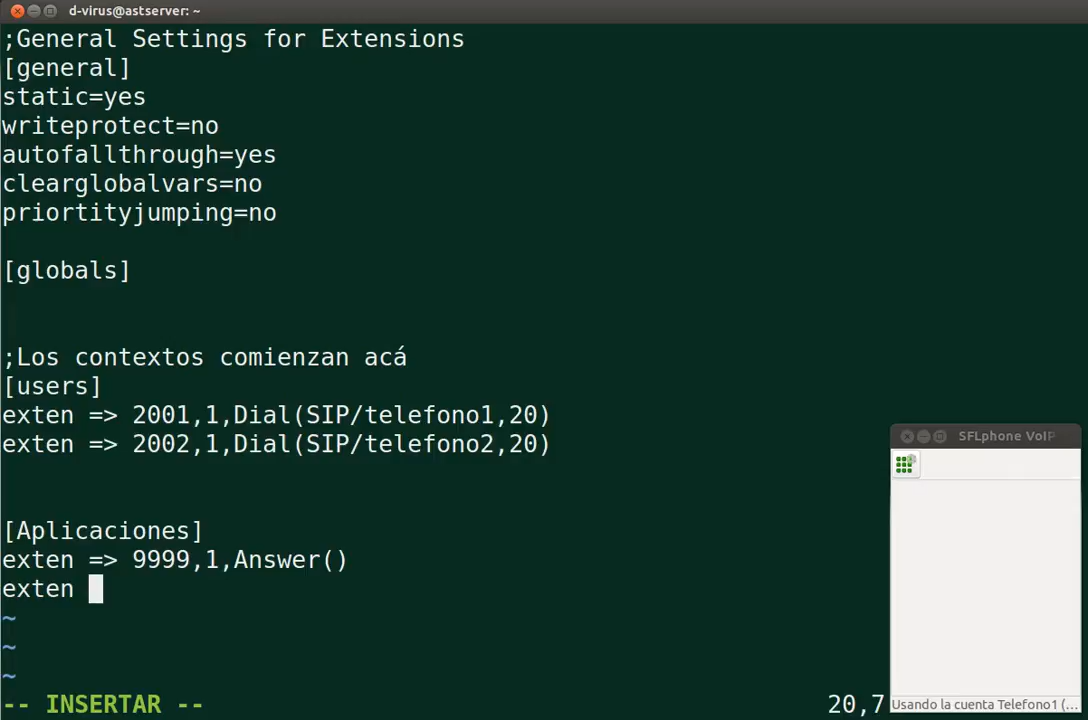 d-virus@astserver: ~
;General Settings for Extensions
[general]
static=yes
writeprotect=no
autofallthrough=yes
clearglobalvars=no
priortityjumping=no
[globals]
;Los contextos comienzan acá
[users]
exten => 2001,1,Dial(SIP/telefono1,20)
exten => 2002,1,Dial(SIP/telefono2,20)
[Aplicaciones]
exten => 9999,1,Answer()
exten
~
~
~
-- INSERTAR --
20,7
SFLphone VoIP
Usando la cuenta Telefono1 (...